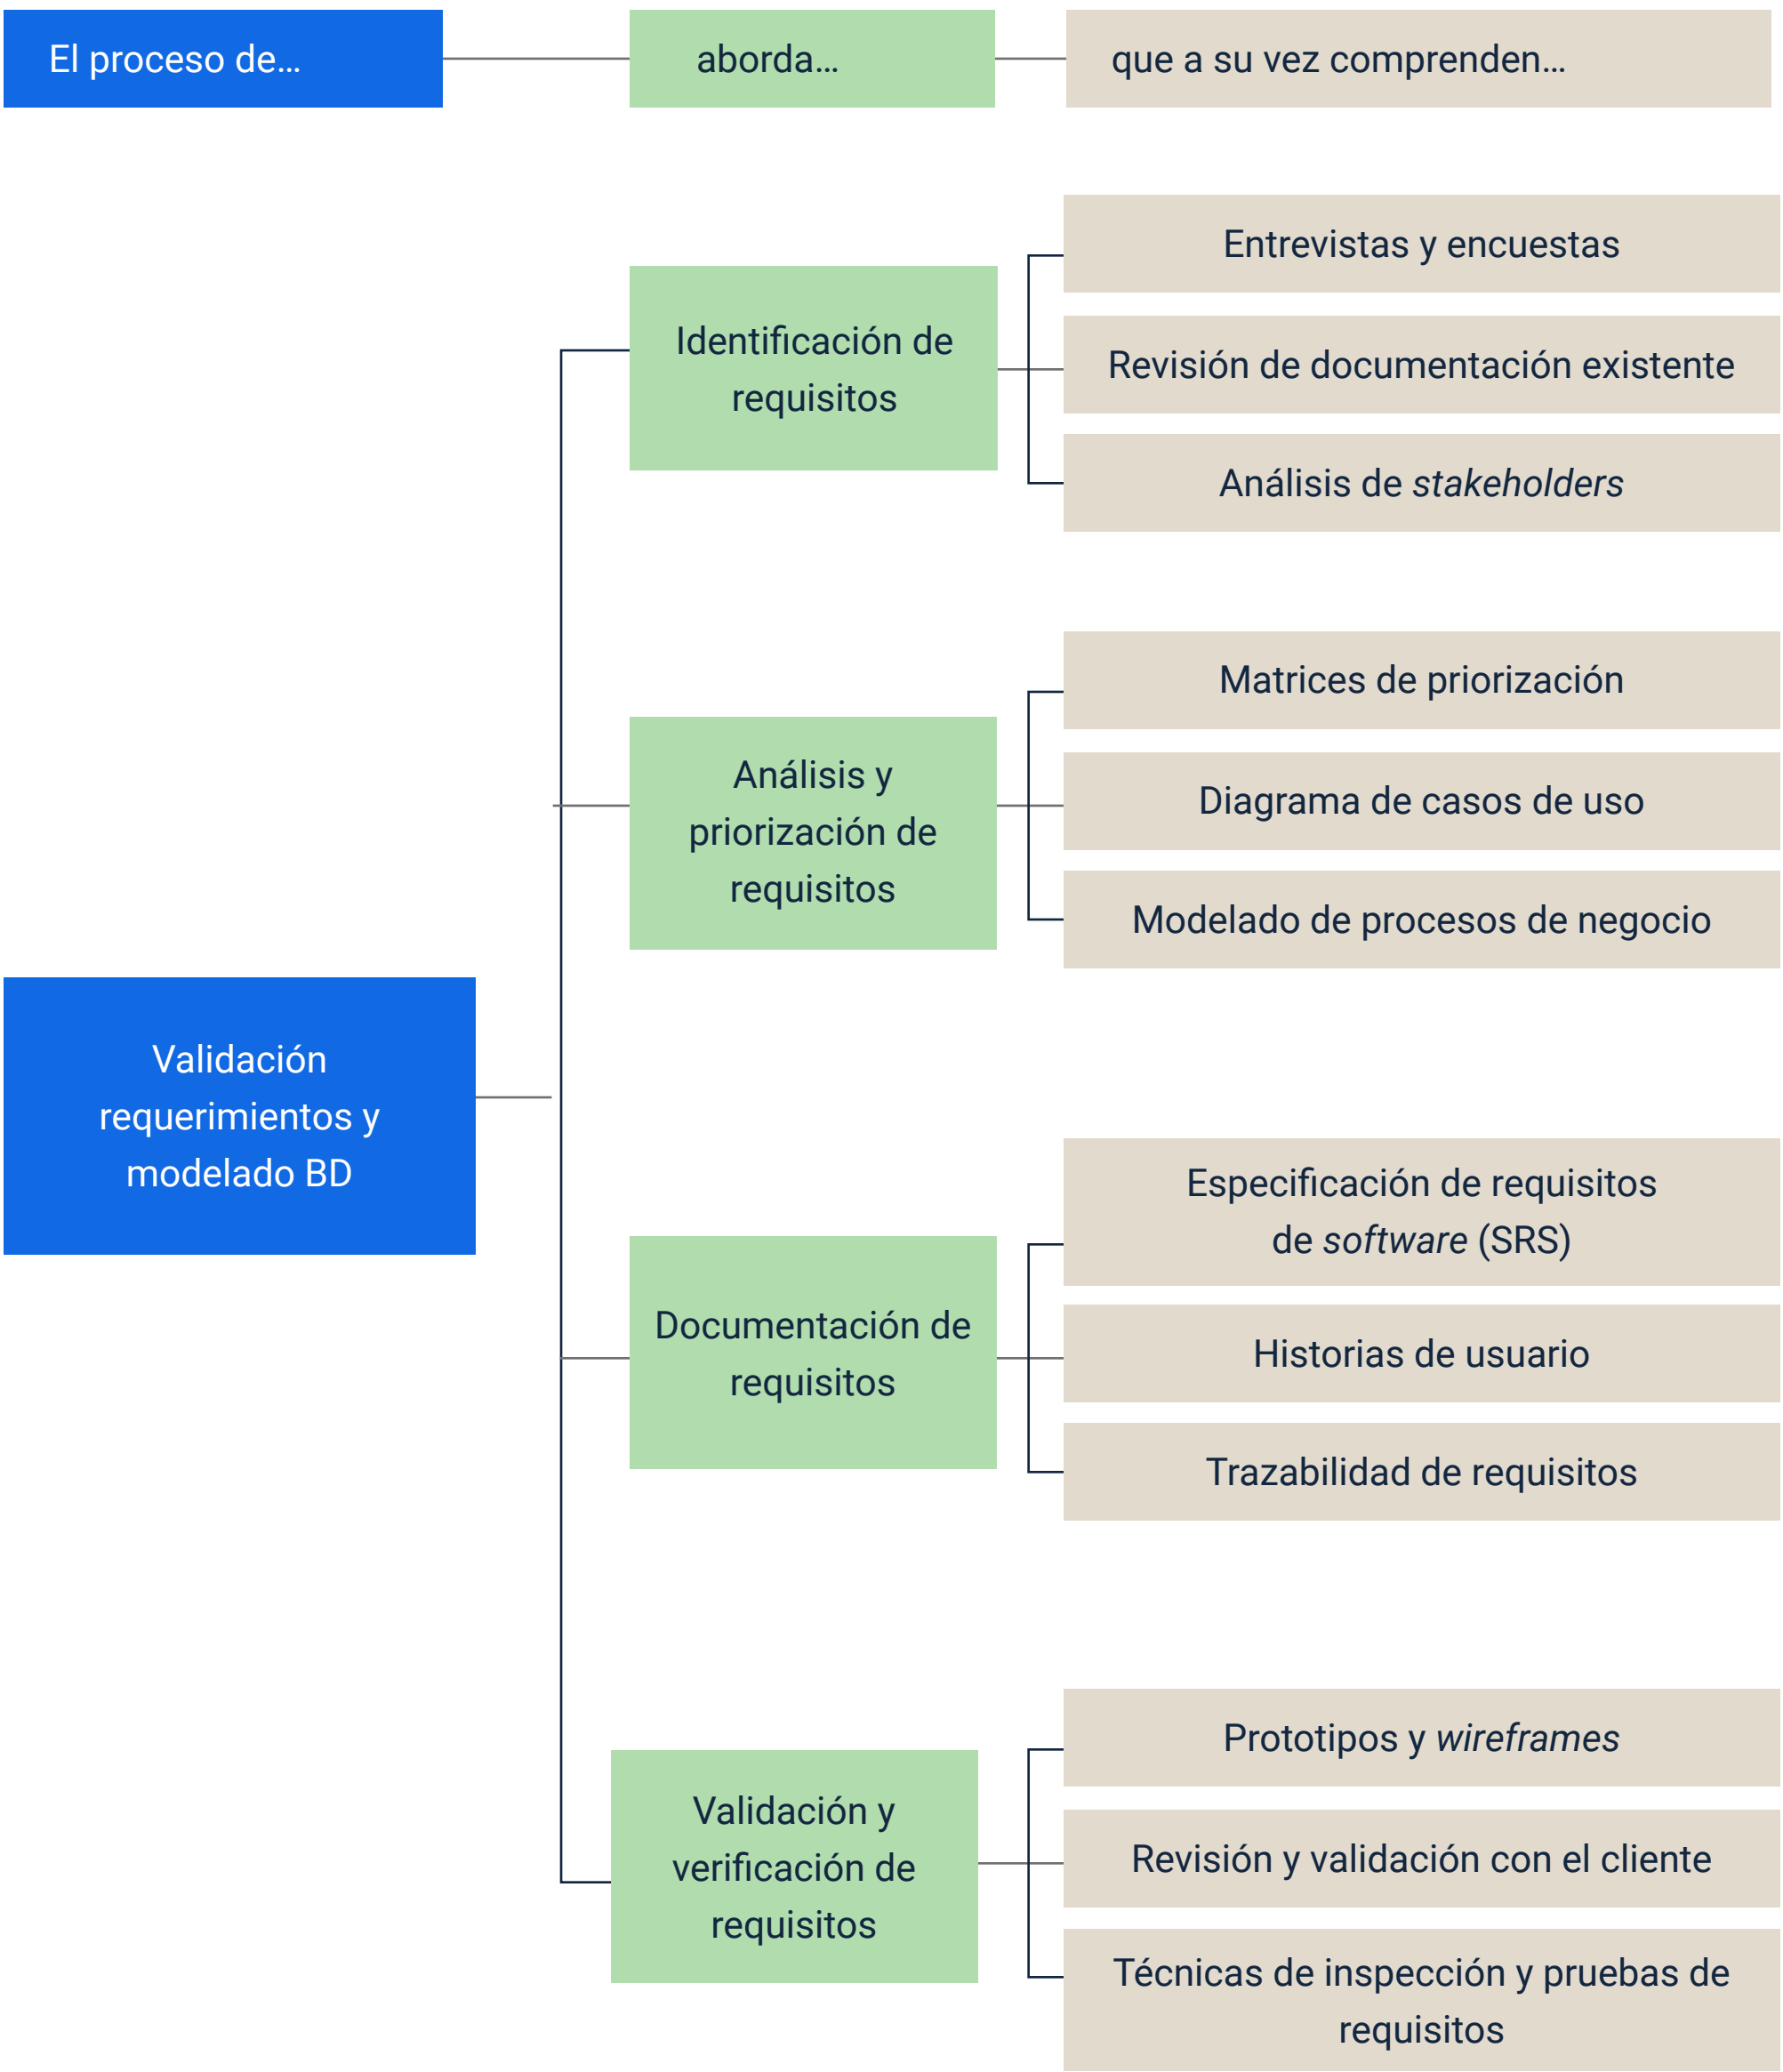 El proceso de...
aborda...
que a su vez comprenden...
Entrevistas y encuestas
Identificación de
requisitos
Revisión de documentación existente
Análisis de stakeholders
Matrices de priorización
Análisis y
priorización de
requisitos
Diagrama de casos de uso
Modelado de procesos de negocio
Validación
requerimientos y
modelado BD
Especificación de requisitos
de software (SRS)
Documentación de
requisitos
Historias de usuario
Trazabilidad de requisitos
Prototipos y wireframes
Validación y
verificación de
requisitos
Revisión y validación con el cliente
Técnicas de inspección y pruebas de
requisitos